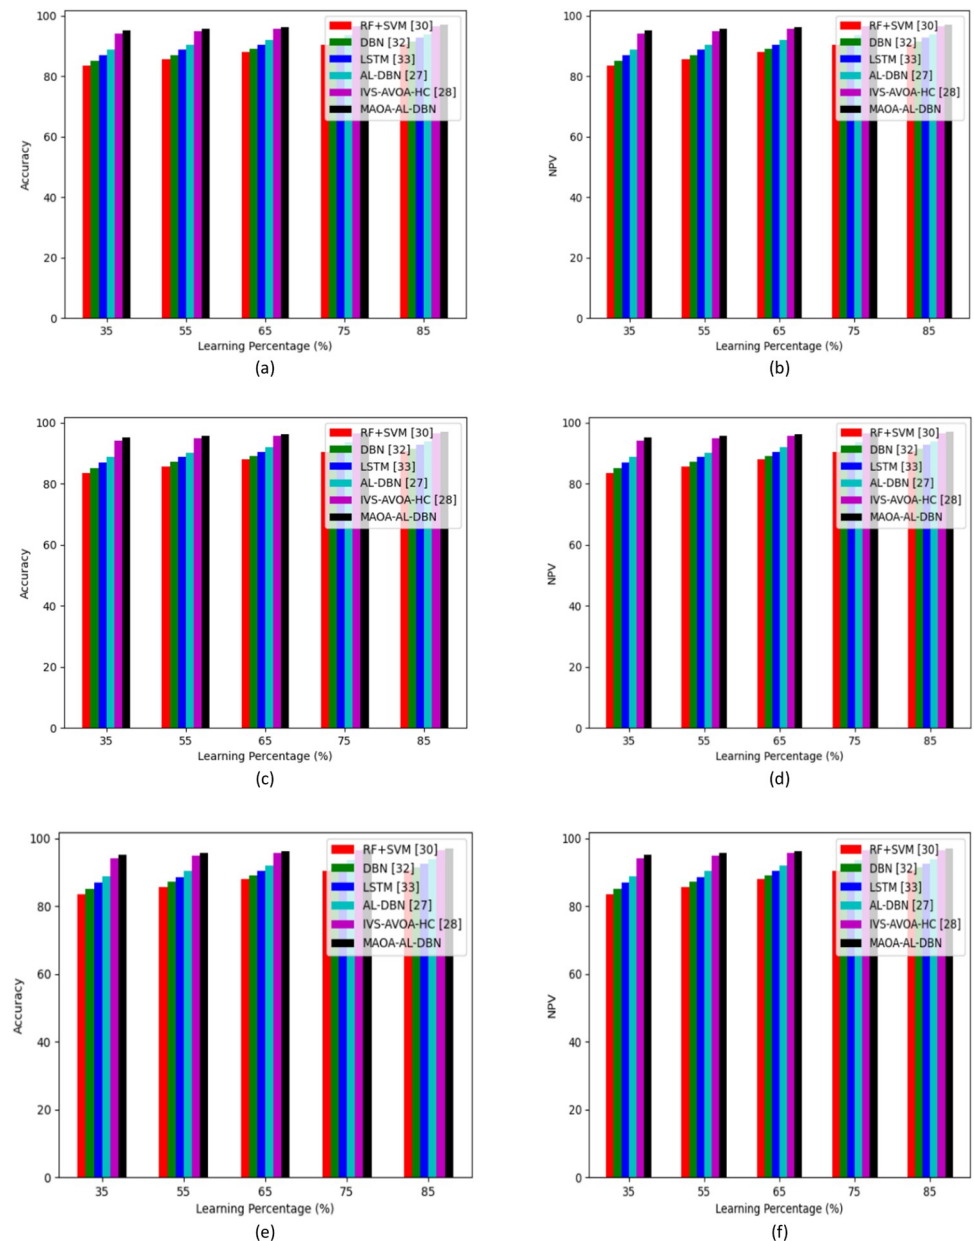 100
80
60
40
20
0
Accuracy
RF+SVM [30]
DBN [32]
LSTM [33]
AL-DBN [27]
IVS-AVOA-HC [28]
MAOA-AL-DBN
35 55 65 75 85
Learning Percentage (%)
(a)
100
80
60
40
20
0
NPV
RF+SVM [30]
DBN [32]
LSTM [33]
AL-DBN [27]
IVS-AVOA-HC [28]
MAOA-AL-DBN
35 55 65 75 85
Learning Percentage (%)
(b)
100
80
60
40
20
0
Accuracy
RF+SVM [30]
DBN [32]
LSTM [33]
AL-DBN [27]
IVS-AVOA-HC [28]
MAOA-AL-DBN
35 55 65 75 85
Learning Percentage (%)
(c)
100
80
60
40
20
0
NPV
RF+SVM [30]
DBN [32]
LSTM [33]
AL-DBN [27]
IVS-AVOA-HC [28]
MAOA-AL-DBN
35 55 65 75 85
Learning Percentage (%)
(d)
100
80
60
40
20
0
Accuracy
RF+SVM [30]
DBN [32]
LSTM [33]
AL-DBN [27]
IVS-AVOA-HC [28]
MAOA-AL-DBN
35 55 65 75 85
Learning Percentage (%)
(e)
100
80
60
40
20
0
NPV
RF+SVM [30]
DBN [32]
LSTM [33]
AL-DBN [27]
IVS-AVOA-HC [28]
MAOA-AL-DBN
35 55 65 75 85
Learning Percentage (%)
(f)